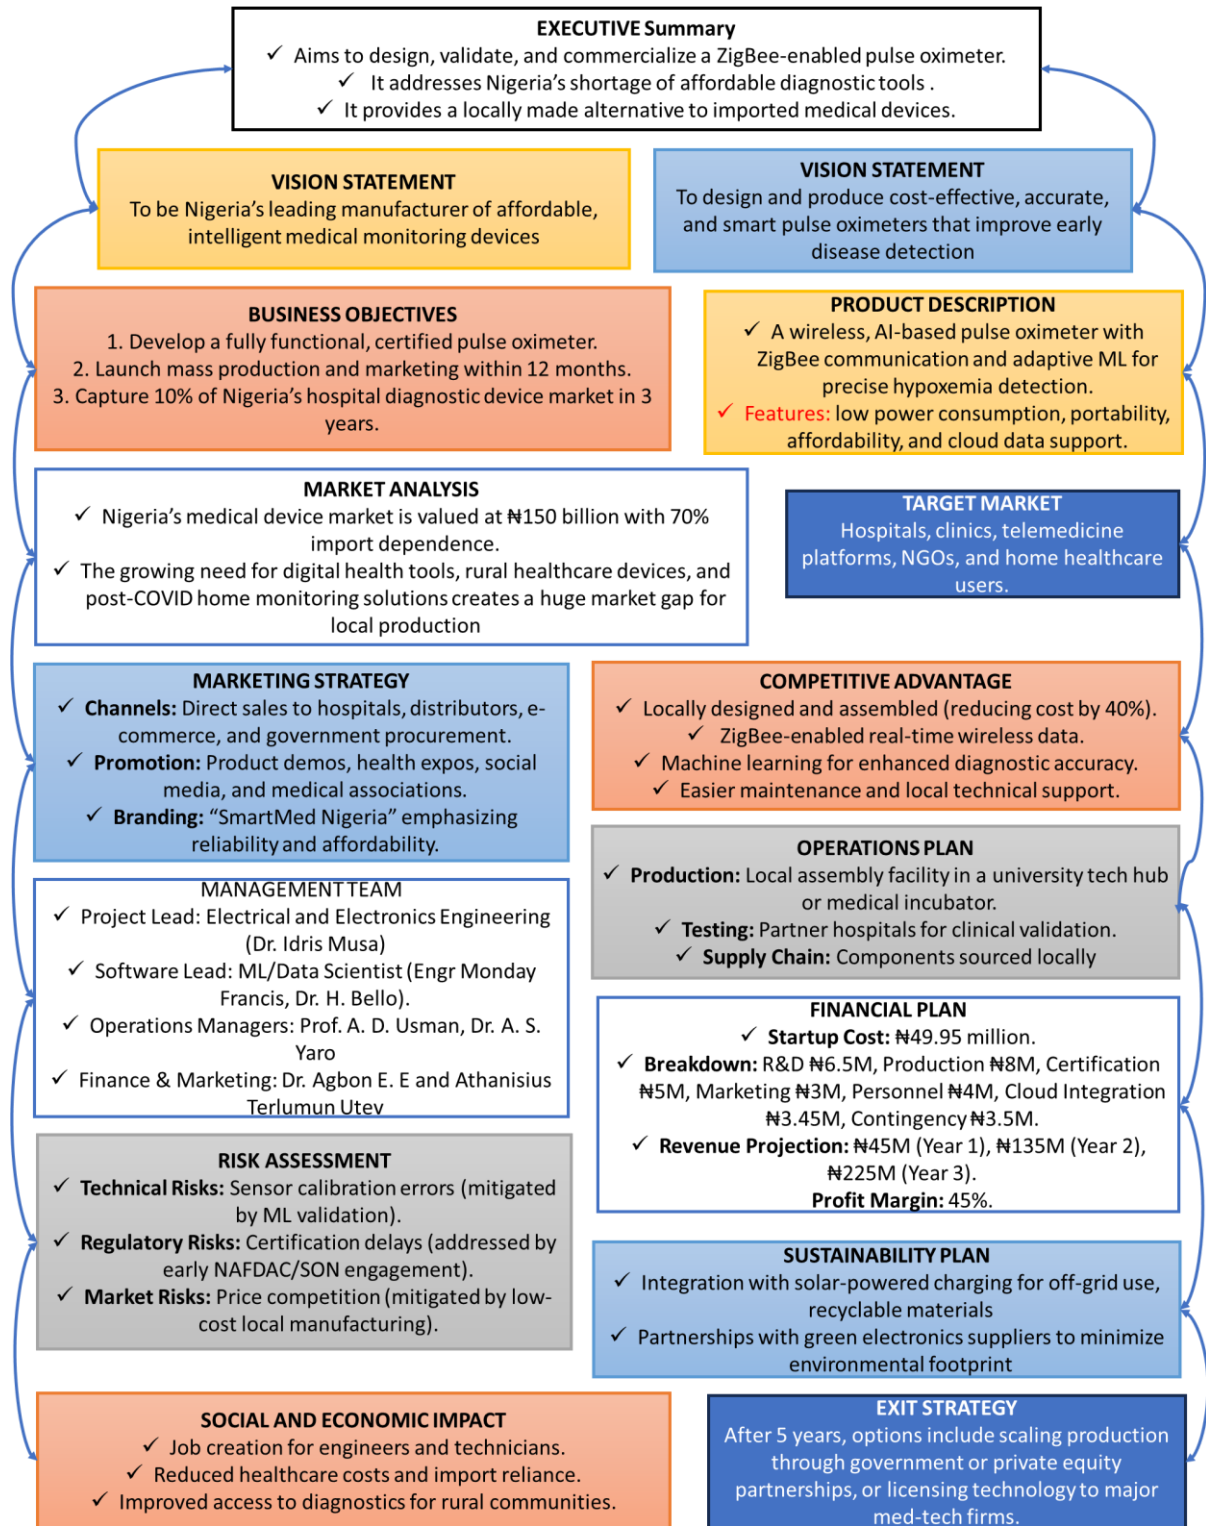 EXECUTIVE Summary
✓ Aims to design, validate, and commercialize a ZigBee-enabled pulse oximeter.
✓ It addresses Nigeria's shortage of affordable diagnostic tools .
✓ It provides a locally made alternative to imported medical devices.
VISION STATEMENT
To be Nigeria's leading manufacturer of affordable,
intelligent medical monitoring devices
VISION STATEMENT
To design and produce cost-effective, accurate,
and smart pulse oximeters that improve early
disease detection
BUSINESS OBJECTIVES
1. Develop a fully functional, certified pulse oximeter.
2. Launch mass production and marketing within 12 months.
3. Capture 10% of Nigeria's hospital diagnostic device market in 3
years.
PRODUCT DESCRIPTION
✓ A wireless, AI-based pulse oximeter with
ZigBee communication and adaptive ML for
precise hypoxemia detection.
✓ Features: low power consumption, portability,
affordability, and cloud data support.
MARKET ANALYSIS
✓ Nigeria's medical device market is valued at ₦150 billion with 70%
import dependence.
✓ The growing need for digital health tools, rural healthcare devices, and
post-COVID home monitoring solutions creates a huge market gap for
local production
TARGET MARKET
Hospitals, clinics, telemedicine
platforms, NGOs, and home healthcare
users.
MARKETING STRATEGY
✓ Channels: Direct sales to hospitals, distributors, e-
commerce, and government procurement.
✓ Promotion: Product demos, health expos, social
media, and medical associations.
✓ Branding: "SmartMed Nigeria" emphasizing
reliability and affordability.
COMPETITIVE ADVANTAGE
✓ Locally designed and assembled (reducing cost by 40%).
✓ ZigBee-enabled real-time wireless data.
✓ Machine learning for enhanced diagnostic accuracy.
✓ Easier maintenance and local technical support.
OPERATIONS PLAN
✓ Production: Local assembly facility in a university tech hub
or medical incubator.
✓ Testing: Partner hospitals for clinical validation.
✓ Supply Chain: Components sourced locally
MANAGEMENT TEAM
✓ Project Lead: Electrical and Electronics Engineering
(Dr. Idris Musa)
✓ Software Lead: ML/Data Scientist (Engr Monday
Francis, Dr. H. Bello).
✓ Operations Managers: Prof. A. D. Usman, Dr. A. S.
Yaro
✓ Finance & Marketing: Dr. Agbon E. E and Athanisius
Terlumun Utev
FINANCIAL PLAN
✓ Startup Cost: ₦49.95 million.
✓ Breakdown: R&D ₦6.5M, Production ₦8M, Certification
₦5M, Marketing ₦3M, Personnel ₦4M, Cloud Integration
₦3.45M, Contingency ₦3.5M.
✓ Revenue Projection: ₦45M (Year 1), ₦135M (Year 2),
₦225M (Year 3).
Profit Margin: 45%.
RISK ASSESSMENT
✓ Technical Risks: Sensor calibration errors (mitigated
by ML validation).
✓ Regulatory Risks: Certification delays (addressed by
early NAFDAC/SON engagement).
✓ Market Risks: Price competition (mitigated by low-
cost local manufacturing).
SUSTAINABILITY PLAN
✓ Integration with solar-powered charging for off-grid use,
recyclable materials
✓ Partnerships with green electronics suppliers to minimize
environmental footprint
SOCIAL AND ECONOMIC IMPACT
✓ Job creation for engineers and technicians.
✓ Reduced healthcare costs and import reliance.
✓ Improved access to diagnostics for rural communities.
EXIT STRATEGY
After 5 years, options include scaling production
through government or private equity
partnerships, or licensing technology to major
med-tech firms.